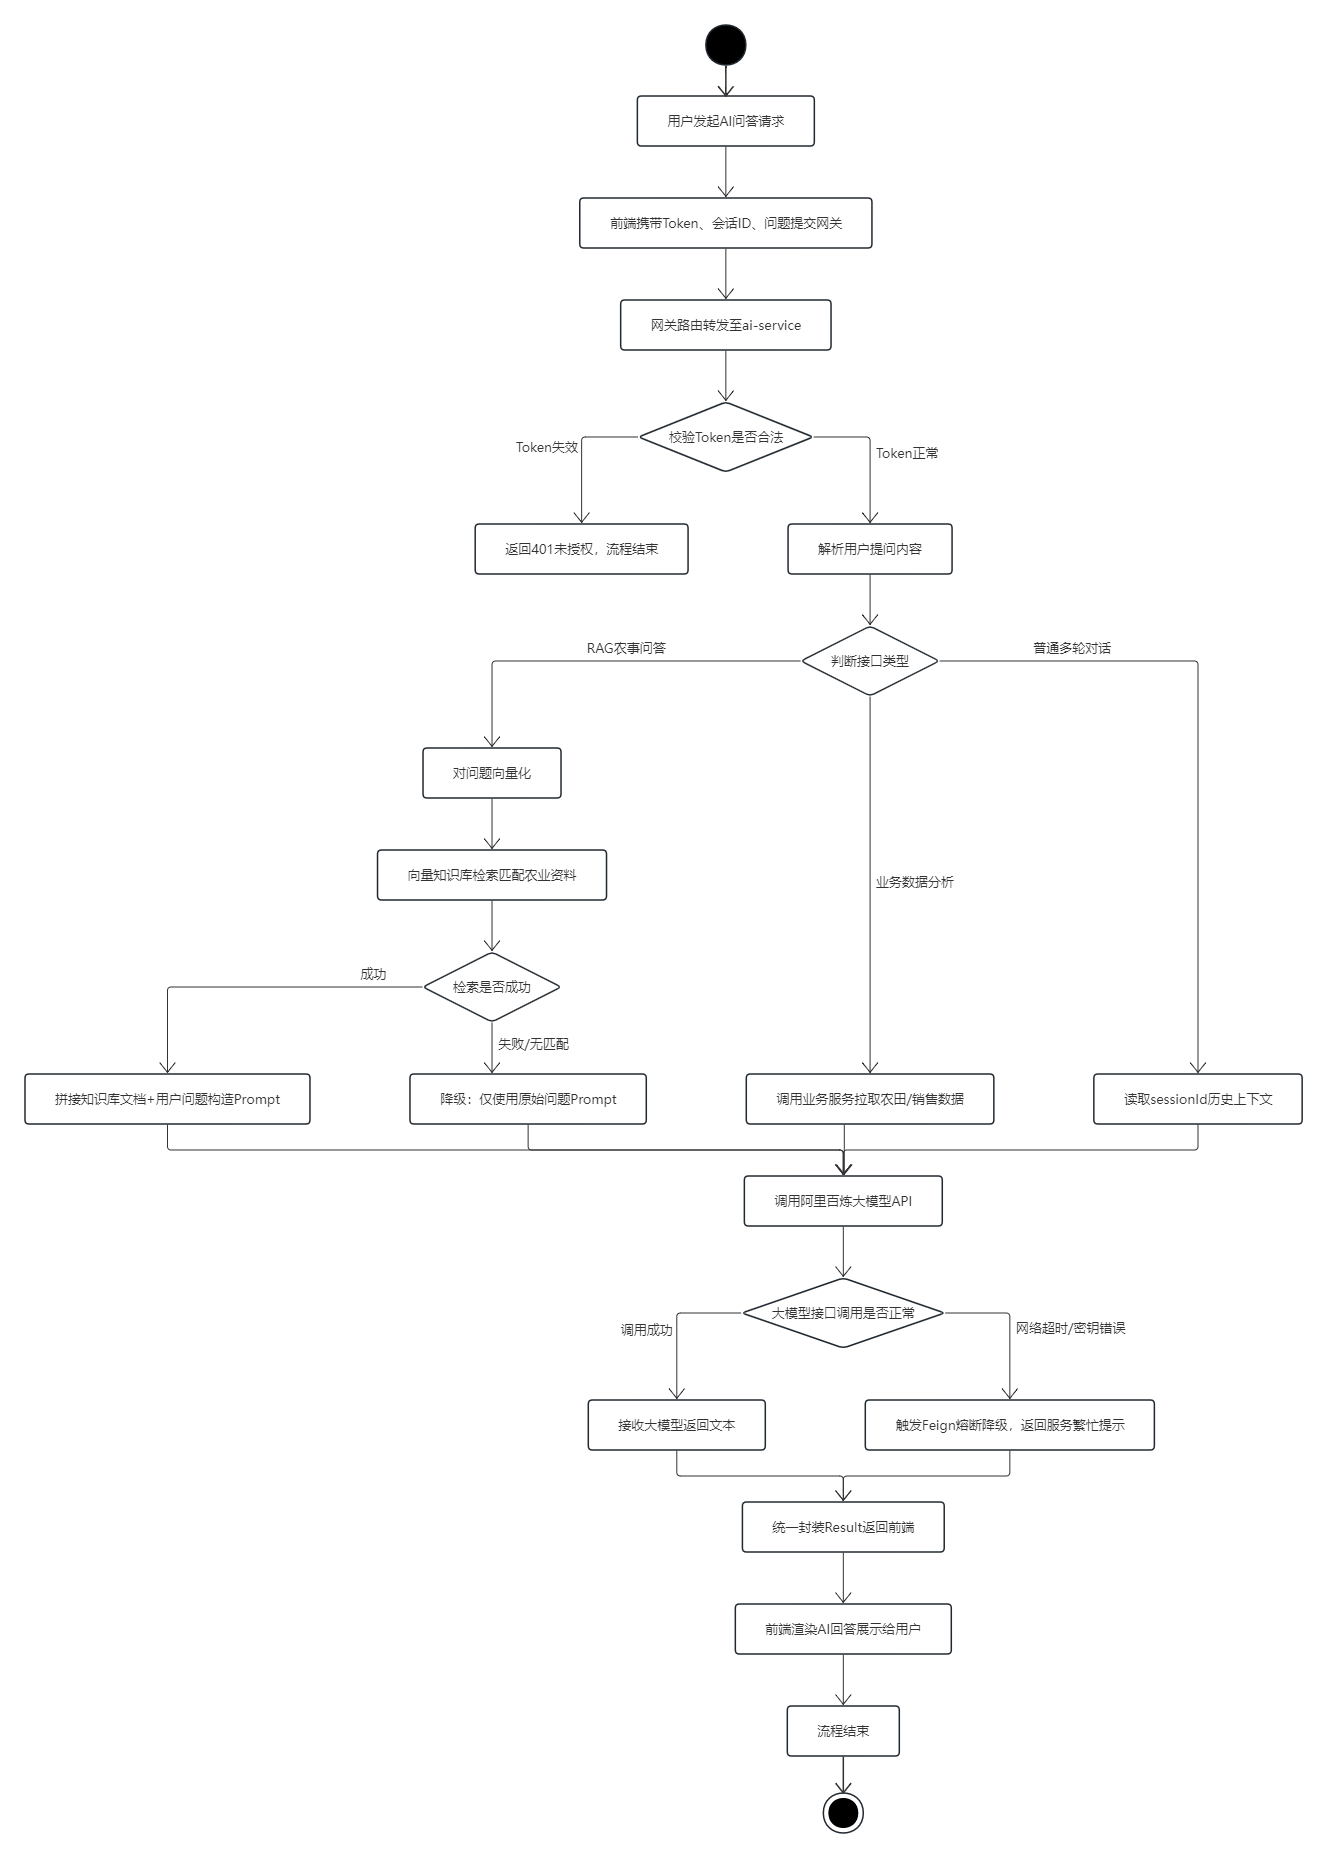 用户发起AI问答请求
前端携带Token、会话ID、问题提交网关
网关路由转发至ai-service
校验Token是否合法
Token失效
Token正常
返回401未授权，流程结束
解析用户提问内容
RAG农事问答
普通多轮对话
判断接口类型
对问题向量化
向量知识库检索匹配农业资料
业务数据分析
成功
检索是否成功
失败/无匹配
拼接知识库文档+用户问题构造Prompt
降级：仅使用原始问题Prompt
调用业务服务拉取农田/销售数据
读取sessionId历史上下文
调用阿里百炼大模型API
大模型接口调用是否正常
调用成功
网络超时/密钥错误
接收大模型返回文本
触发Feign熔断降级，返回服务繁忙提示
统一封装Result返回前端
前端渲染AI回答展示给用户
流程结束